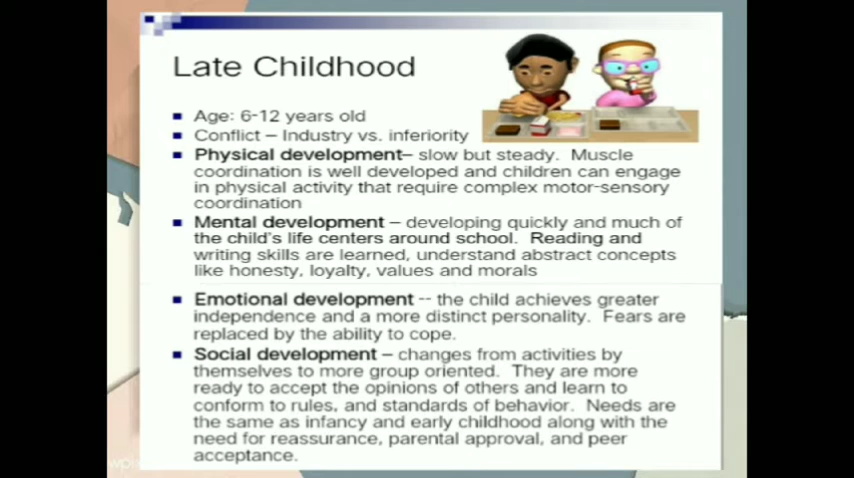 Late Childhood
Age: 6-12 years old
Conflict – Industry vs. inferiority
Physical development– slow but steady. Muscle
coordination is well developed and children can engage
in physical activity that require complex motor-sensory
coordination
Mental development – developing quickly and much of
the child's life centers around school. Reading and
writing skills are learned, understand abstract concepts
like honesty, loyalty, values and morals
Emotional development -- the child achieves greater
independence and a more distinct personality. Fears are
replaced by the ability to cope.
Social development – changes from activities by
themselves to more group oriented. They are more
ready to accept the opinions of others and learn to
conform to rules, and standards of behavior. Needs are
the same as infancy and early childhood along with the
need for reassurance, parental approval, and peer
acceptance.